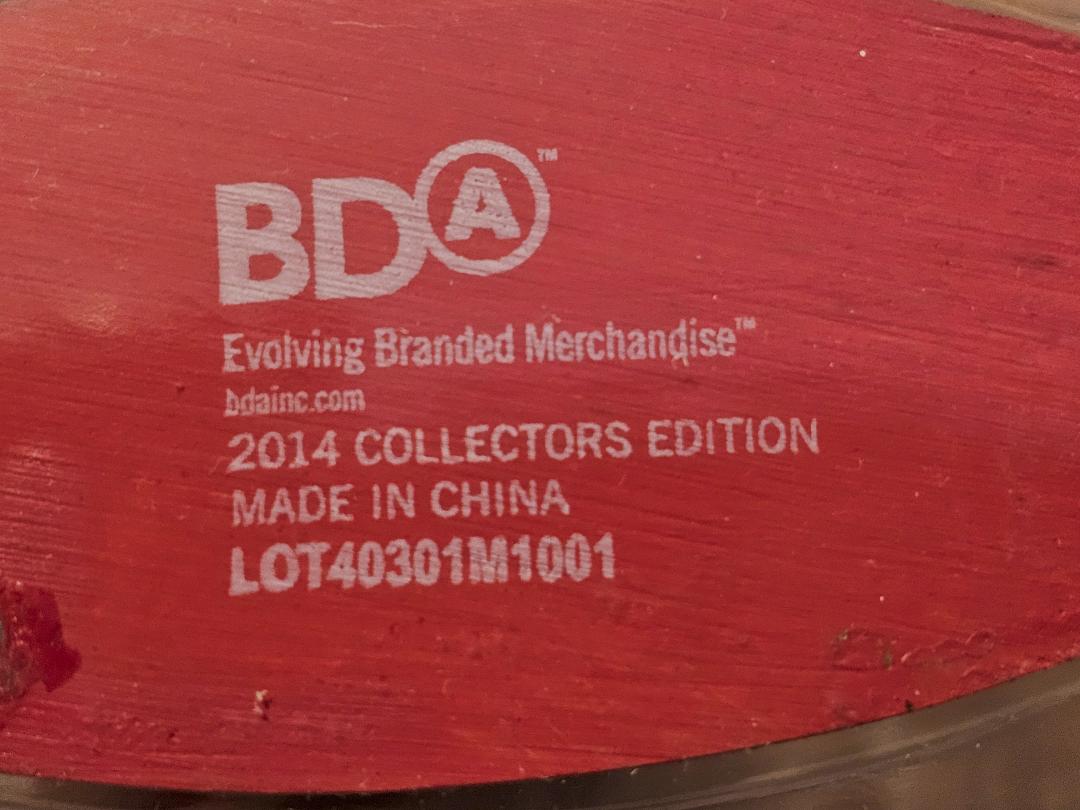 BDA™
Evolving Branded Merchandise™
bdainc.com
2014 COLLECTORS EDITION
MADE IN CHINA
LOT40301M1001